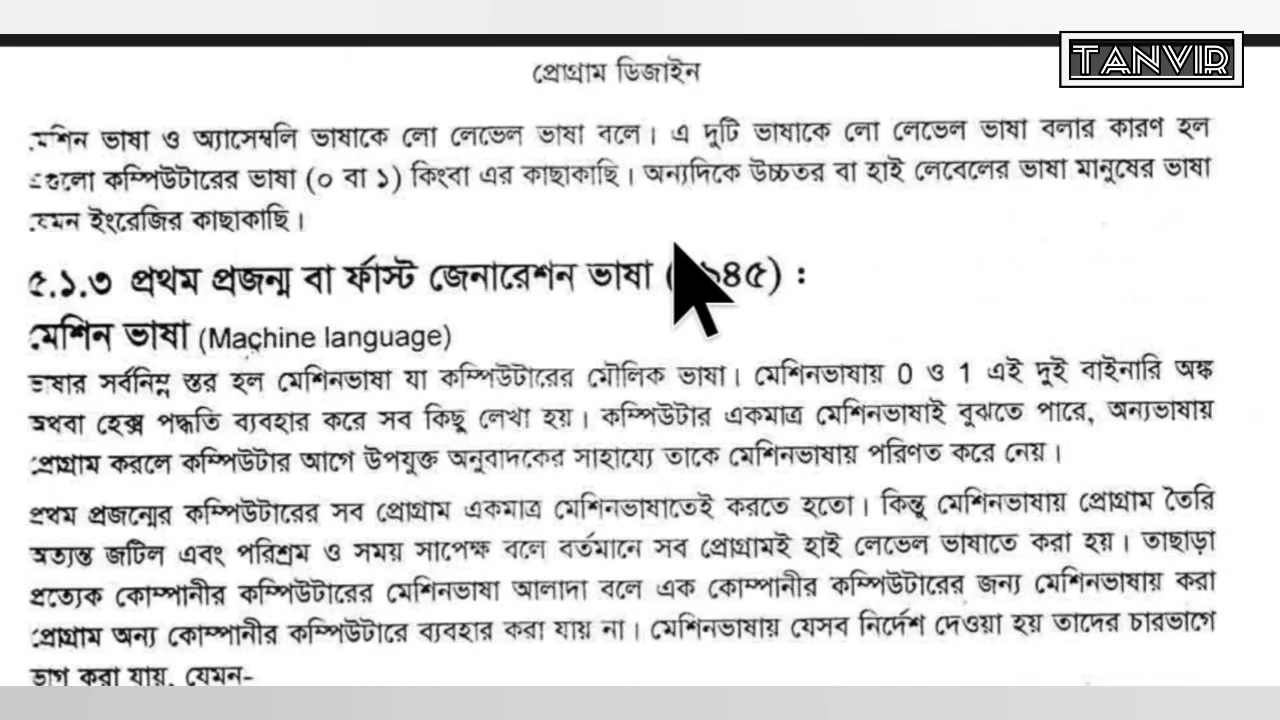 TANVIR
প্রোগ্রাম ডিজাইন
মেশিন ভাষা ও অ্যাসেম্বলি ভাষাকে লো লেভেল ভাষা বলে। এ দুটি ভাষাকে লো লেভেল ভাষা বলার কারণ হল
এগুলো কম্পিউটারের ভাষা (০ বা ১) কিংবা এর কাছাকাছি। অন্যদিকে উচ্চতর বা হাই লেবেলের ভাষা মানুষের ভাষা
যেমন ইংরেজির কাছাকাছি।
৫.১.৩ প্রথম প্রজন্ম বা ফার্স্ট জেনারেশন ভাষা (১৯৪৫) :
মেশিন ভাষা (Machine language)
ভাষার সর্বনিম্ন স্তর হল মেশিনভাষা যা কম্পিউটারের মৌলিক ভাষা। মেশিনভাষায় 0 ও 1 এই দুই বাইনারি অঙ্ক
অথবা হেক্স পদ্ধতি ব্যবহার করে সব কিছু লেখা হয়। কম্পিউটার একমাত্র মেশিনভাষাই বুঝতে পারে, অন্যভাষায়
প্রোগ্রাম করলে কম্পিউটার আগে উপযুক্ত অনুবাদকের সাহায্যে তাকে মেশিনভাষায় পরিণত করে নেয়।
প্রথম প্রজন্মের কম্পিউটারের সব প্রোগ্রাম একমাত্র মেশিনভাষাতেই করতে হতো। কিন্তু মেশিনভাষায় প্রোগ্রাম তৈরি
অত্যন্ত জটিল এবং পরিশ্রম ও সময় সাপেক্ষ বলে বর্তমানে সব প্রোগ্রামই হাই লেভেল ভাষাতে করা হয়। তাছাড়া
প্রত্যেক কোম্পানীর কম্পিউটারের মেশিনভাষা আলাদা বলে এক কোম্পানীর কম্পিউটারের জন্য মেশিনভাষায় করা
প্রোগ্রাম অন্য কোম্পানীর কম্পিউটারে ব্যবহার করা যায় না। মেশিনভাষায় যেসব নির্দেশ দেওয়া হয় তাদের চারভাগে
ভাগ করা যায়, যেমন-